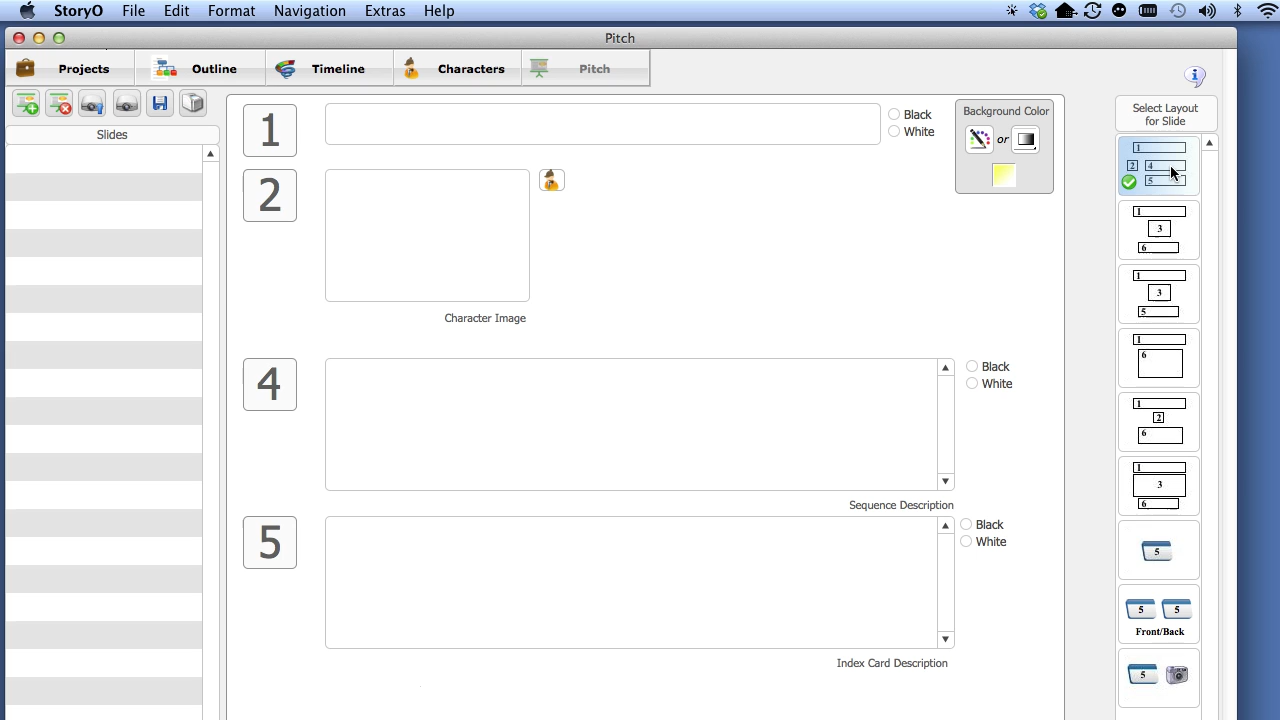 StoryO File Edit Format Navigation Extras Help
Pitch
Projects Outline Timeline Characters Pitch
Slides
1
Black
White
Background Color
or
2
Character Image
4
Black
White
Sequence Description
5
Black
White
Index Card Description
Select Layout
for Slide
1
2 4
5
1
3
6
1
3
5
1
6
1
2
6
1
3
6
5
5 5
Front/Back
5